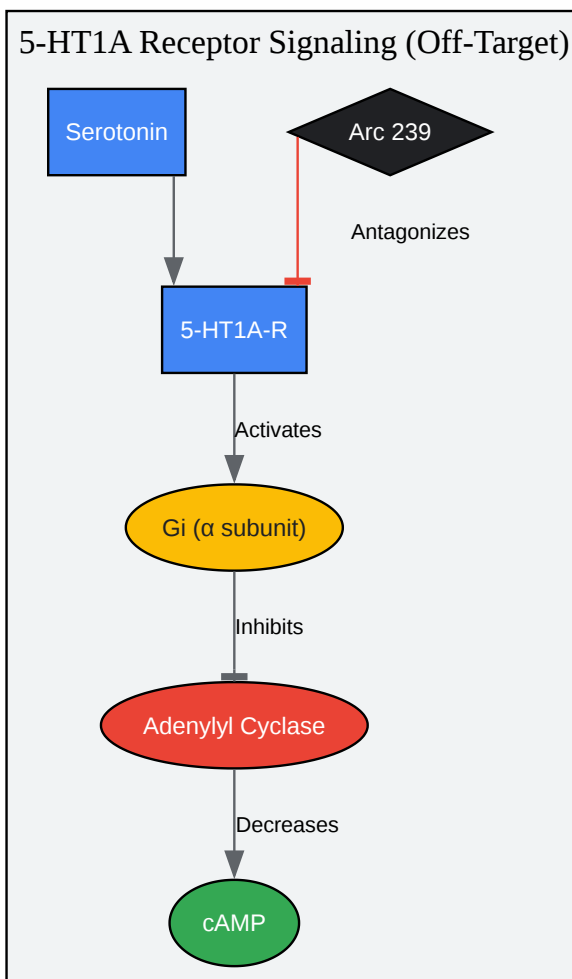 5-HT1A Receptor Signaling (Off-Target)
Serotonin
Arc 239
Antagonizes
5-HT1A-R
Activates
Gi (α subunit)
Inhibits
Adenylyl Cyclase
Decreases
cAMP